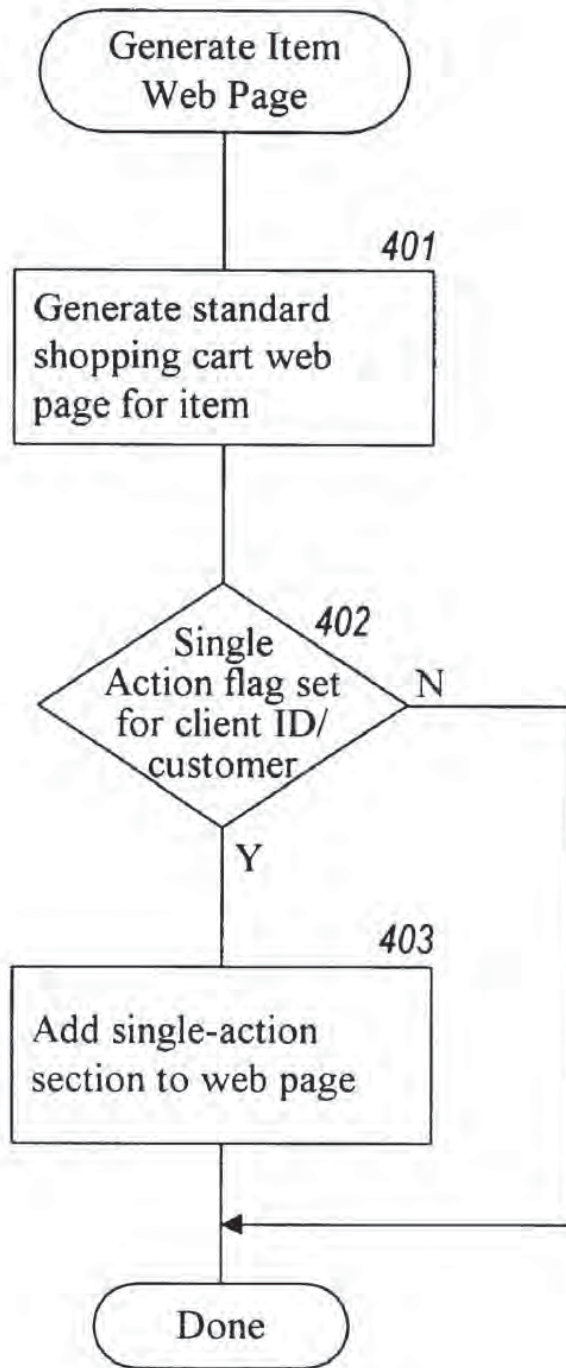 Generate Item
Web Page
401
Generate standard
shopping cart web
page for item
402
Single
Action flag set
for client ID/
customer
N
Y
403
Add single-action
section to web page
Done